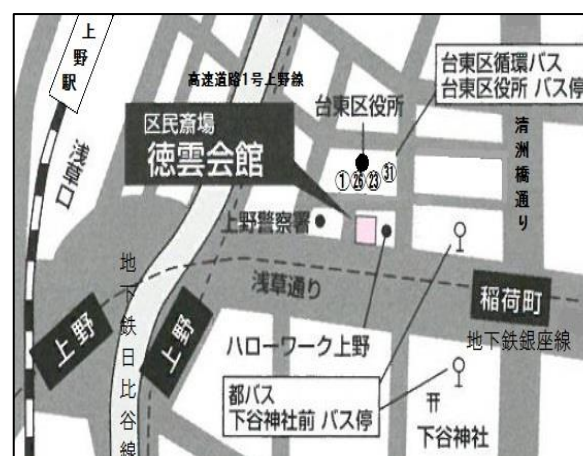 上野駅
浅草口
高速道路1号上野線
区民斎場
徳雲会館
台東区役所
① ㉖ ㉓ ㉛
台東区循環バス
台東区役所 バス停
清洲橋通り
上野警察署
浅草通り
ハローワーク上野
稲荷町
地下鉄銀座線
上野
地下鉄日比谷線
上野
都バス
下谷神社前 バス停
下谷神社